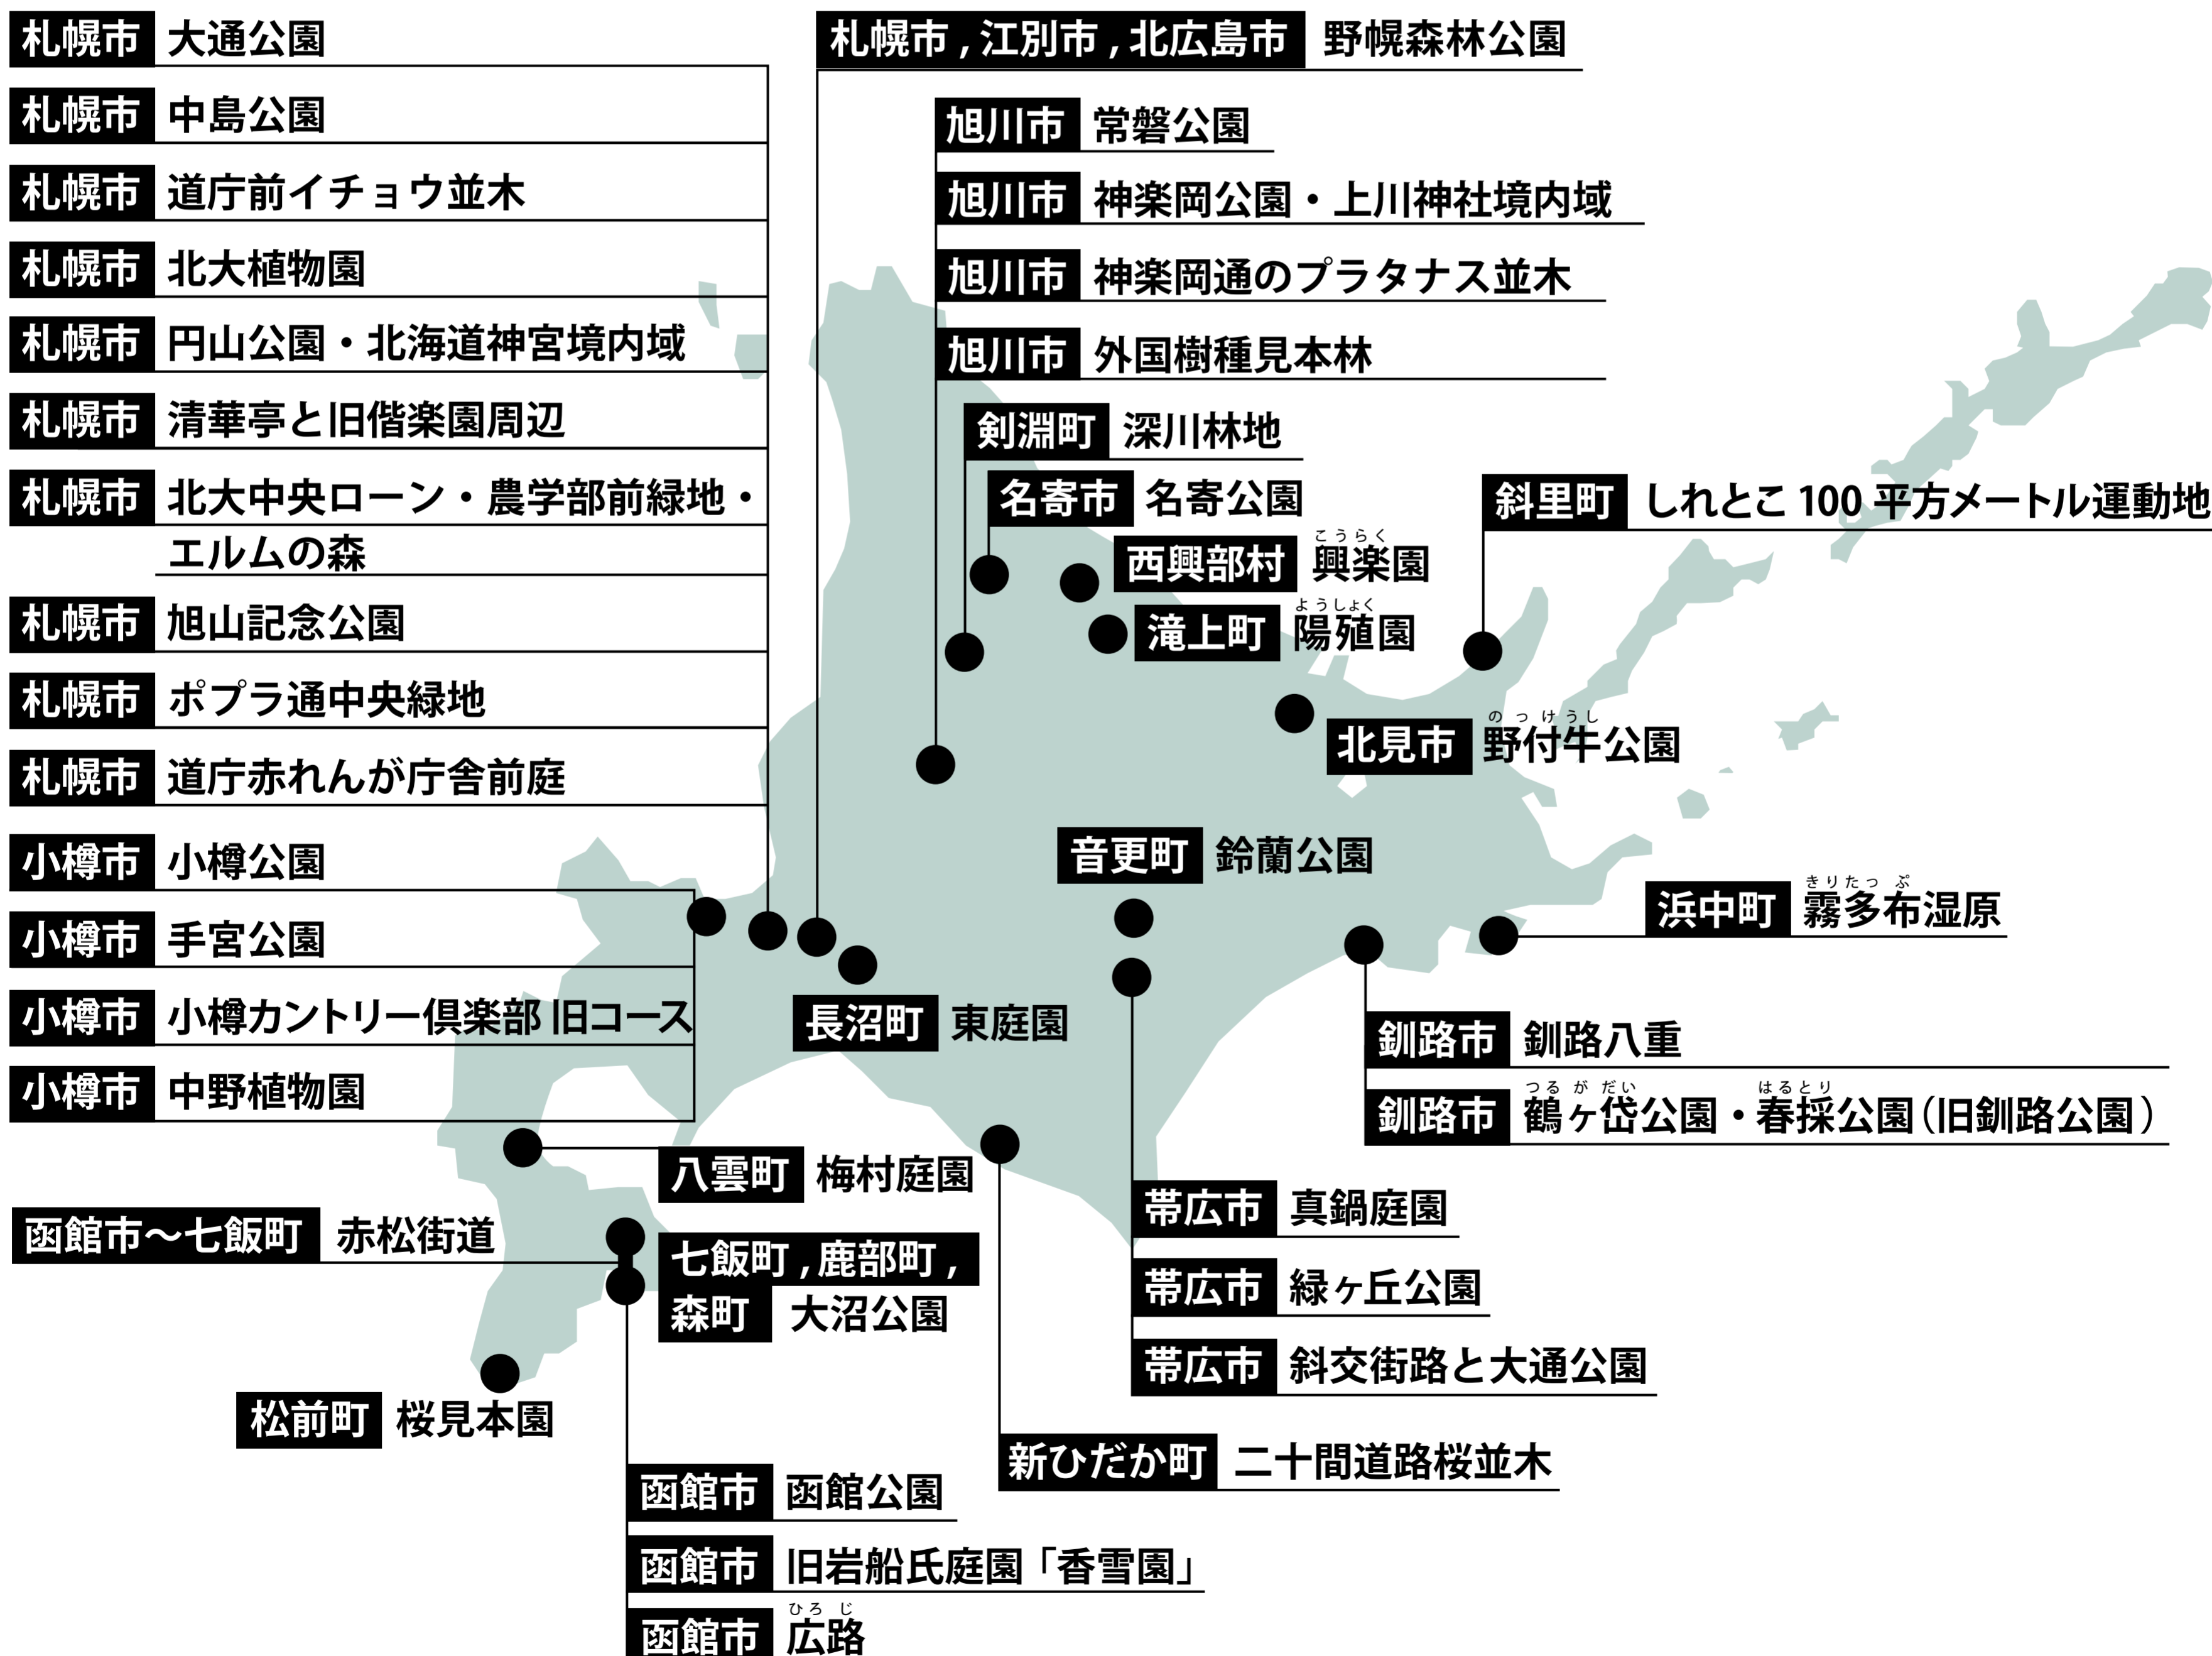 札幌市 大通公園
札幌市 中島公園
札幌市 道庁前イチョウ並木
札幌市 北大植物園
札幌市 円山公園・北海道神宮境内域
札幌市 清華亭と旧偕楽園周辺
札幌市 北大中央ローン・農学部前緑地・
エルムの森
札幌市 旭山記念公園
札幌市 ポプラ通中央緑地
札幌市 道庁赤れんが庁舎前庭
小樽市 小樽公園
小樽市 手宮公園
小樽市 小樽カントリー倶楽部 旧コース
小樽市 中野植物園
札幌市,江別市,北広島市 野幌森林公園
旭川市 常磐公園
旭川市 神楽岡公園・上川神社境内域
旭川市 神楽岡通のプラタナス並木
旭川市 外国樹種見本林
剣淵町 深川林地
名寄市 名寄公園
こうらく
西興部村 興楽園
ようしょく
滝上町 陽殖園
斜里町 しれとこ100平方メートル運動地
のっけうし
北見市 野付牛公園
音更町 鈴蘭公園
きりたっぷ
浜中町 霧多布湿原
長沼町 東庭園
釧路市 釧路八重
つるがだい はるとり
釧路市 鶴ヶ岱公園・春採公園(旧釧路公園)
八雲町 梅村庭園
函館市～七飯町 赤松街道
七飯町,鹿部町,
森町 大沼公園
帯広市 真鍋庭園
帯広市 緑ヶ丘公園
帯広市 斜交街路と大通公園
松前町 桜見本園
新ひだか町 二十間道路桜並木
函館市 函館公園
函館市 旧岩船氏庭園「香雪園」
ひろじ
函館市 広路